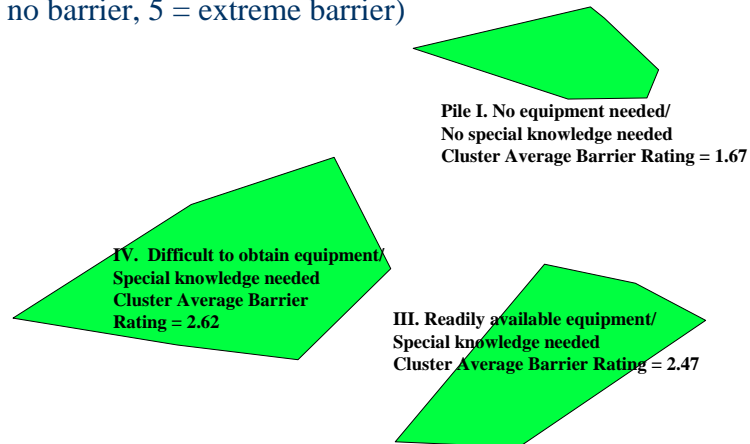 no barrier, 5 = extreme barrier)
Pile I. No equipment needed/
No special knowledge needed
Cluster Average Barrier Rating = 1.67
IV.  Difficult to obtain equipment/
Special knowledge needed
Cluster Average Barrier
Rating = 2.62
III. Readily available equipment/
Special knowledge needed
Cluster Average Barrier Rating = 2.47